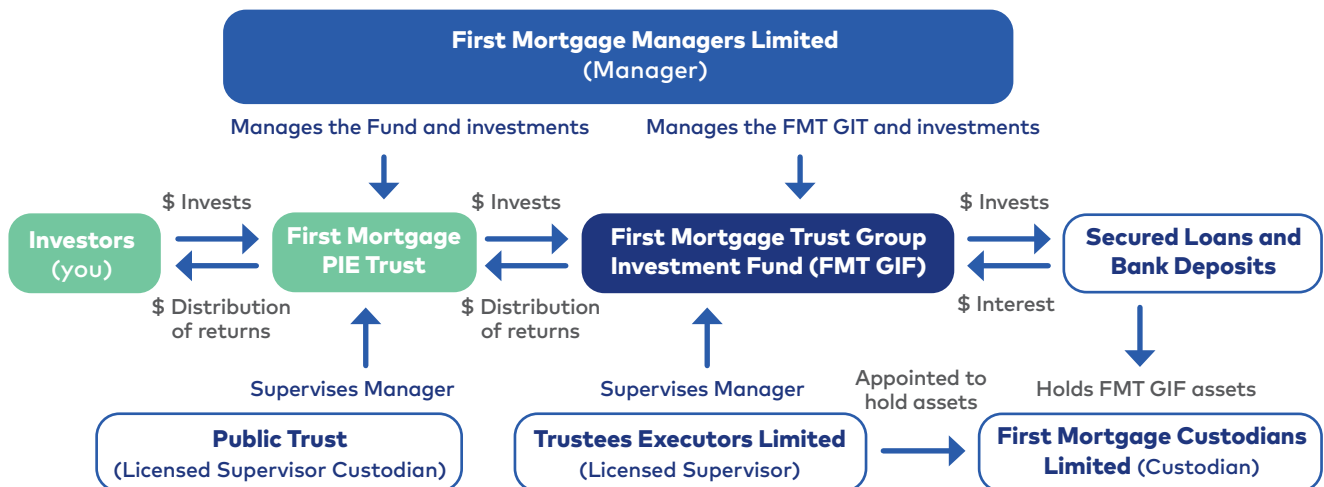 First Mortgage Managers Limited
(Manager)
Manages the Fund and investments
Manages the FMT GIT and investments
$ Invests
$ Invests
$ Invests
Investors
(you)
First Mortgage
PIE Trust
First Mortgage Trust Group
Investment Fund (FMT GIF)
Secured Loans and
Bank Deposits
$ Distribution
of returns
$ Distribution
of returns
$ Interest
Supervises Manager
Supervises Manager
Appointed to
hold assets
Holds FMT GIF assets
Public Trust
(Licensed Supervisor Custodian)
Trustees Executors Limited
(Licensed Supervisor)
First Mortgage Custodians
Limited (Custodian)